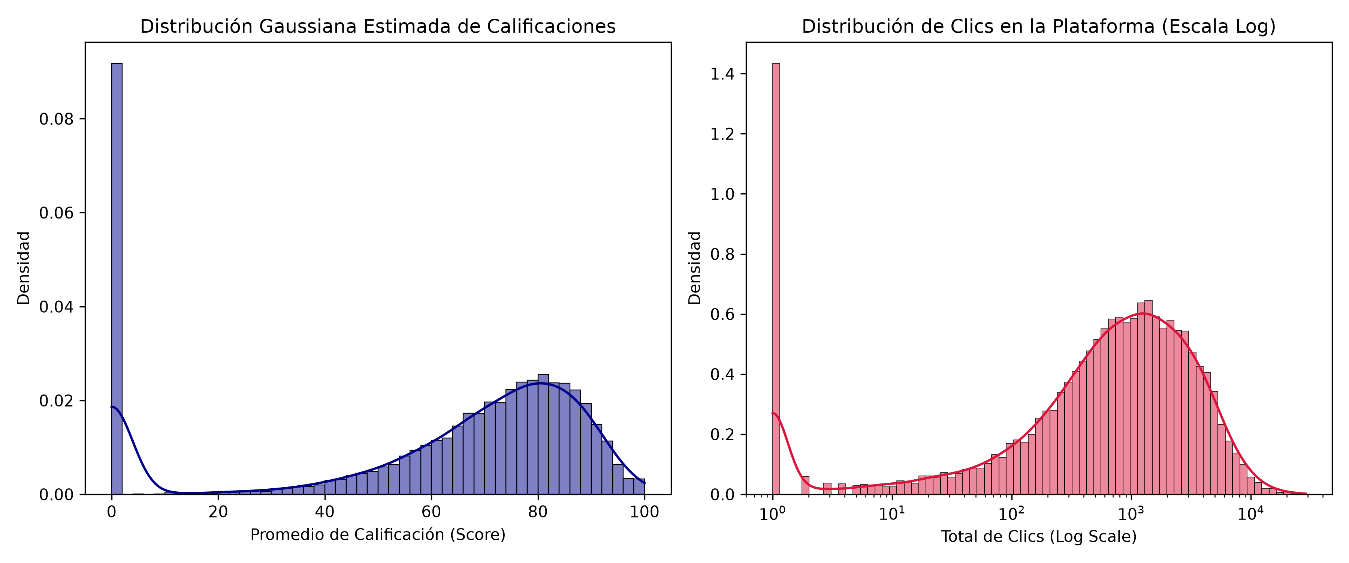 Distribución Gaussiana Estimada de Calificaciones
Densidad
0.08
0.06
0.04
0.02
0.00
0 20 40 60 80 100
Promedio de Calificación (Score)
Distribución de Clics en la Plataforma (Escala Log)
Densidad
1.4
1.2
1.0
0.8
0.6
0.4
0.2
0.0
10⁰ 10¹ 10² 10³ 10⁴
Total de Clics (Log Scale)